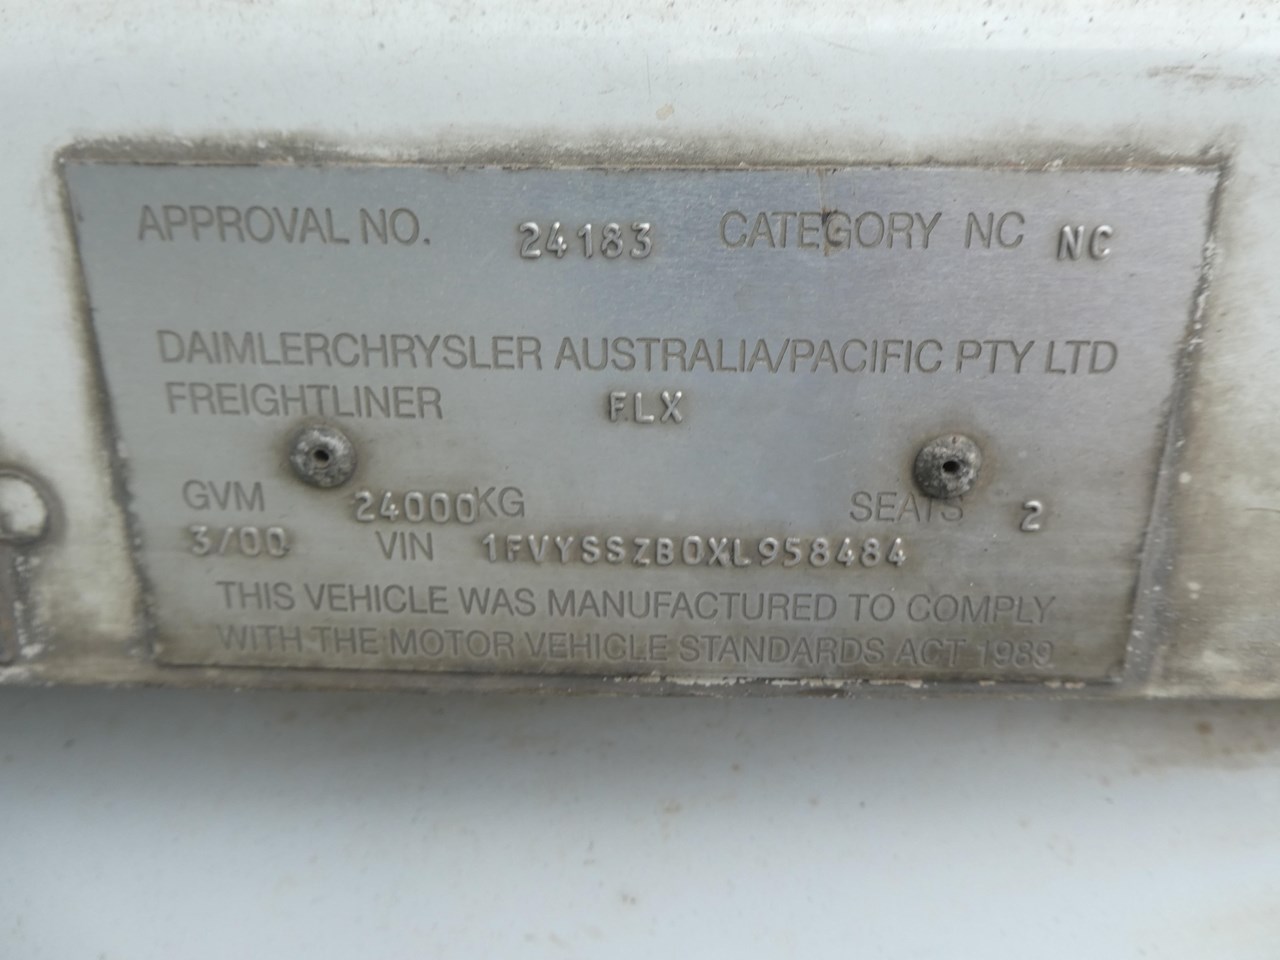 APPROVAL NO. 24183 CATEGORY NC NC
DAIMLERCHRYSLER AUSTRALIA/PACIFIC PTY LTD
FREIGHTLINER FLX
GVM 24000KG SEATS 2
3/00 VIN 1FVYSSZB0XL958484
THIS VEHICLE WAS MANUFACTURED TO COMPLY
WITH THE MOTOR VEHICLE STANDARDS ACT 1989